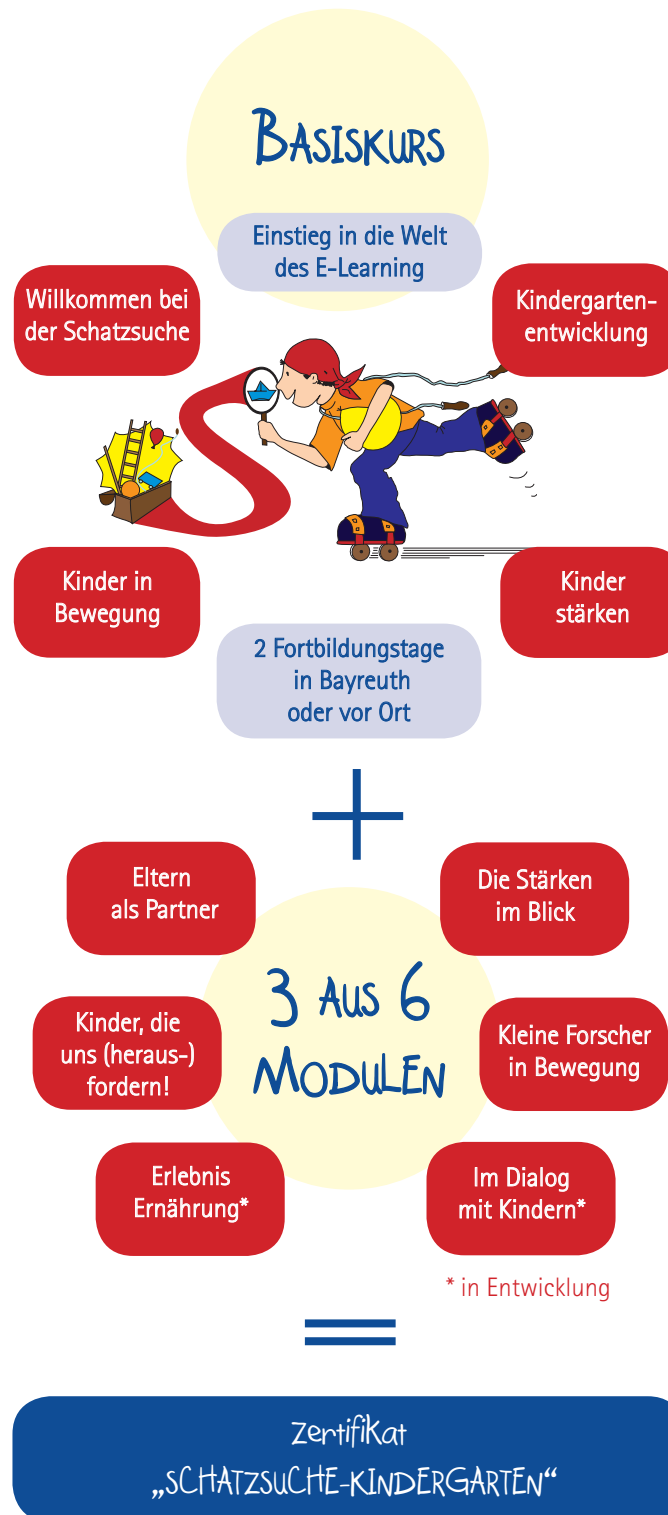 BASISKURS
Einstieg in die Welt
des E-Learning
Willkommen bei
der Schatzsuche
Kindergarten-
entwicklung
Kinder in
Bewegung
Kinder
stärken
2 Fortbildungstage
in Bayreuth
oder vor Ort
+
Eltern
als Partner
Die Stärken
im Blick
3 AUS 6
MODULEN
Kinder, die
uns (heraus-)
fordern!
Kleine Forscher
in Bewegung
Erlebnis
Ernährung*
Im Dialog
mit Kindern*
* in Entwicklung
=
Zertifikat
„SCHATZSUCHE-KINDERGARTEN“